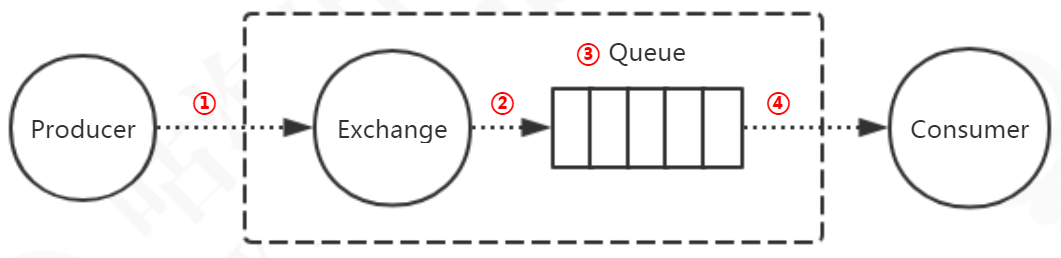 ③ Queue
① ② ④
Producer Exchange Consumer